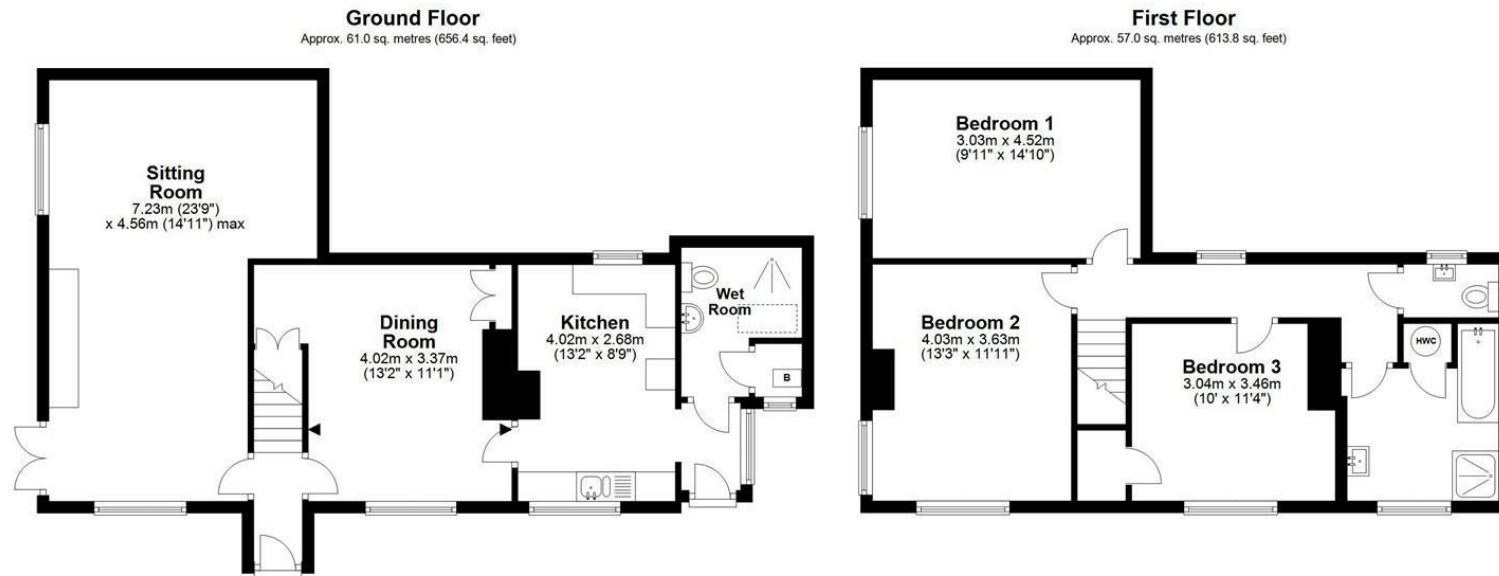 Ground Floor
Approx. 61.0 sq. metres (656.4 sq. feet)
Sitting
Room
7.23m (23'9")
x 4.56m (14'11") max
Dining
Room
4.02m x 3.37m
(13'2" x 11'1")
Kitchen
4.02m x 2.68m
(13'2" x 8'9")
Wet
Room
B
First Floor
Approx. 57.0 sq. metres (613.8 sq. feet)
Bedroom 1
3.03m x 4.52m
(9'11" x 14'10")
Bedroom 2
4.03m x 3.63m
(13'3" x 11'11")
Bedroom 3
3.04m x 3.46m
(10' x 11'4")
HWC